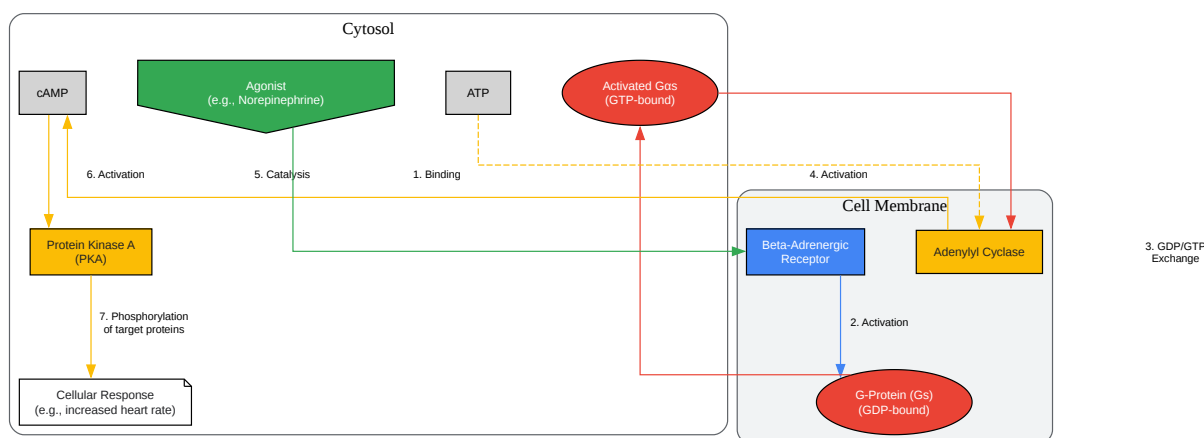 Cytosol
cAMP
Agonist
(e.g., Norepinephrine)
ATP
Activated Gαs
(GTP-bound)
6. Activation
5. Catalysis
1. Binding
4. Activation
Cell Membrane
Protein Kinase A
(PKA)
Beta-Adrenergic
Receptor
Adenylyl Cyclase
3. GDP/GTP
Exchange
7. Phosphorylation
of target proteins
2. Activation
Cellular Response
(e.g., increased heart rate)
G-Protein (Gs)
(GDP-bound)